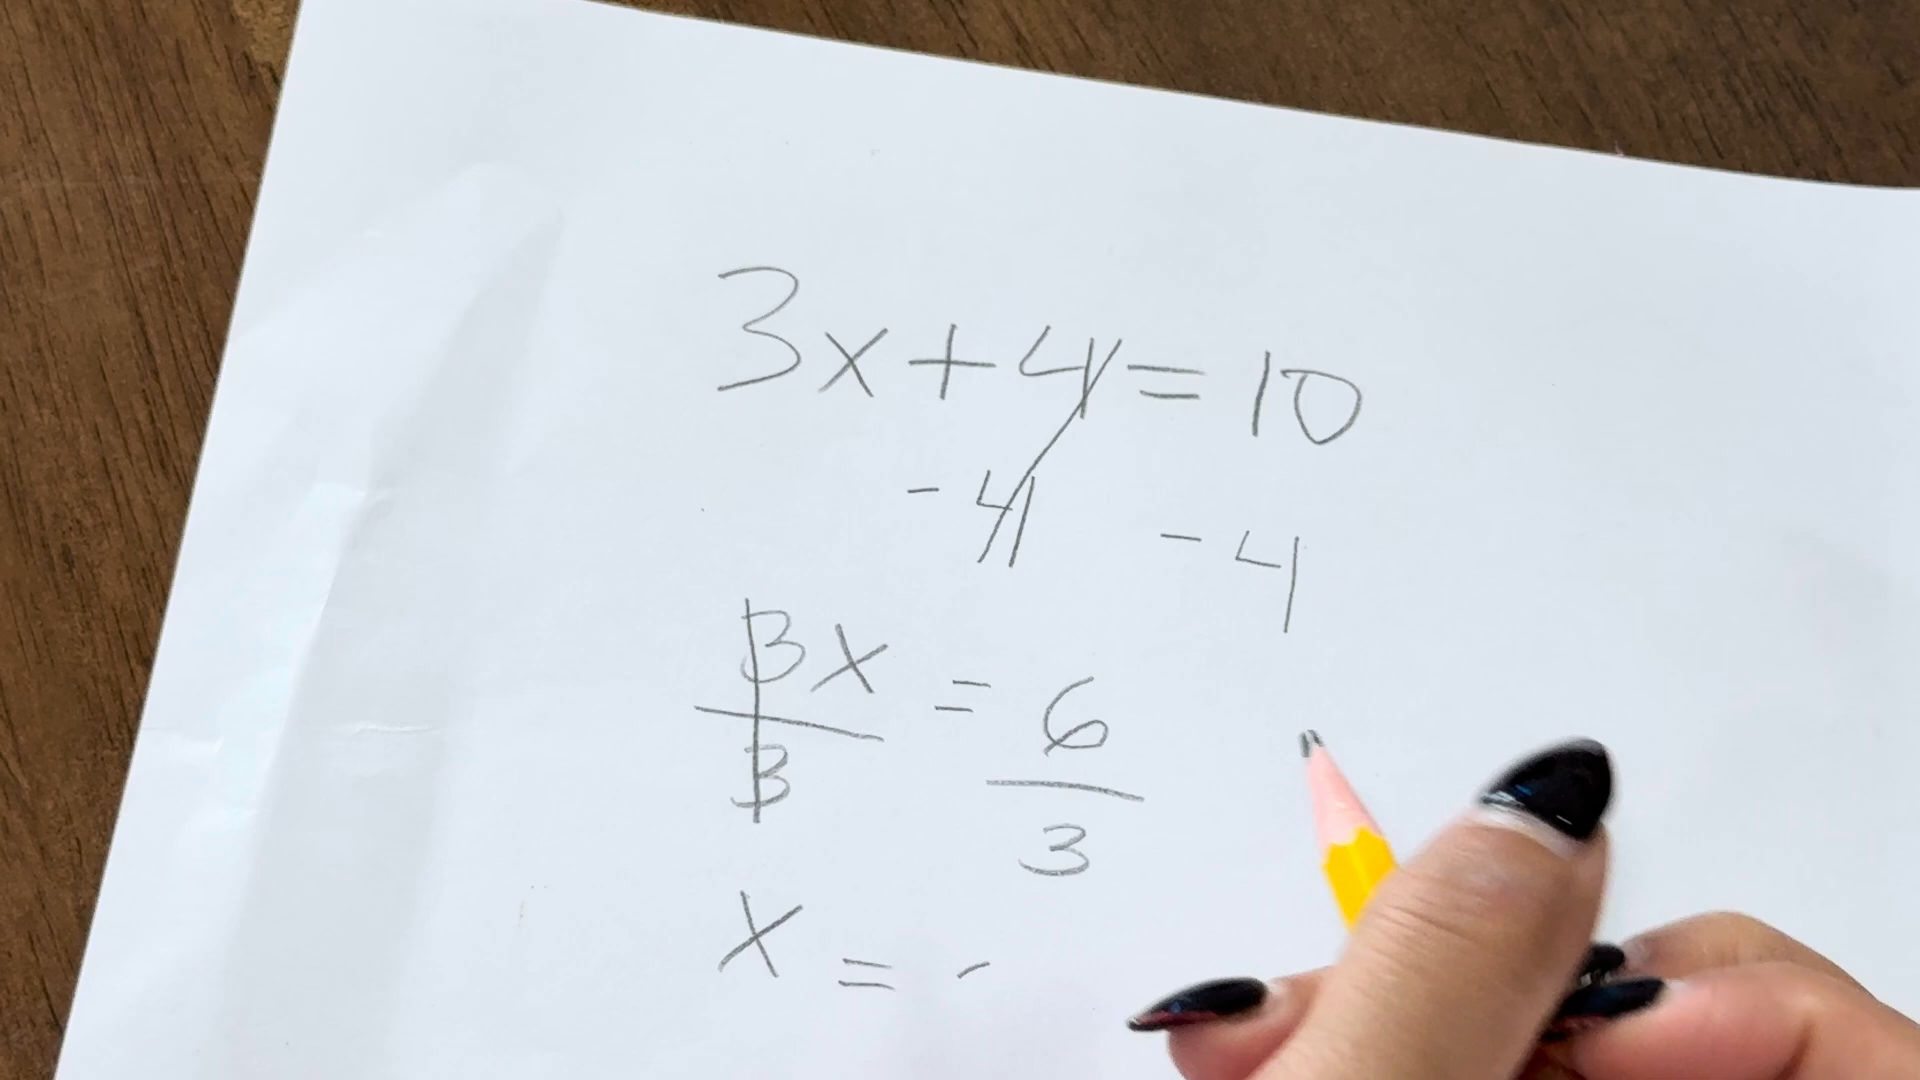 3x+4=10
-4 -4
3x = 6
3 3
x = -